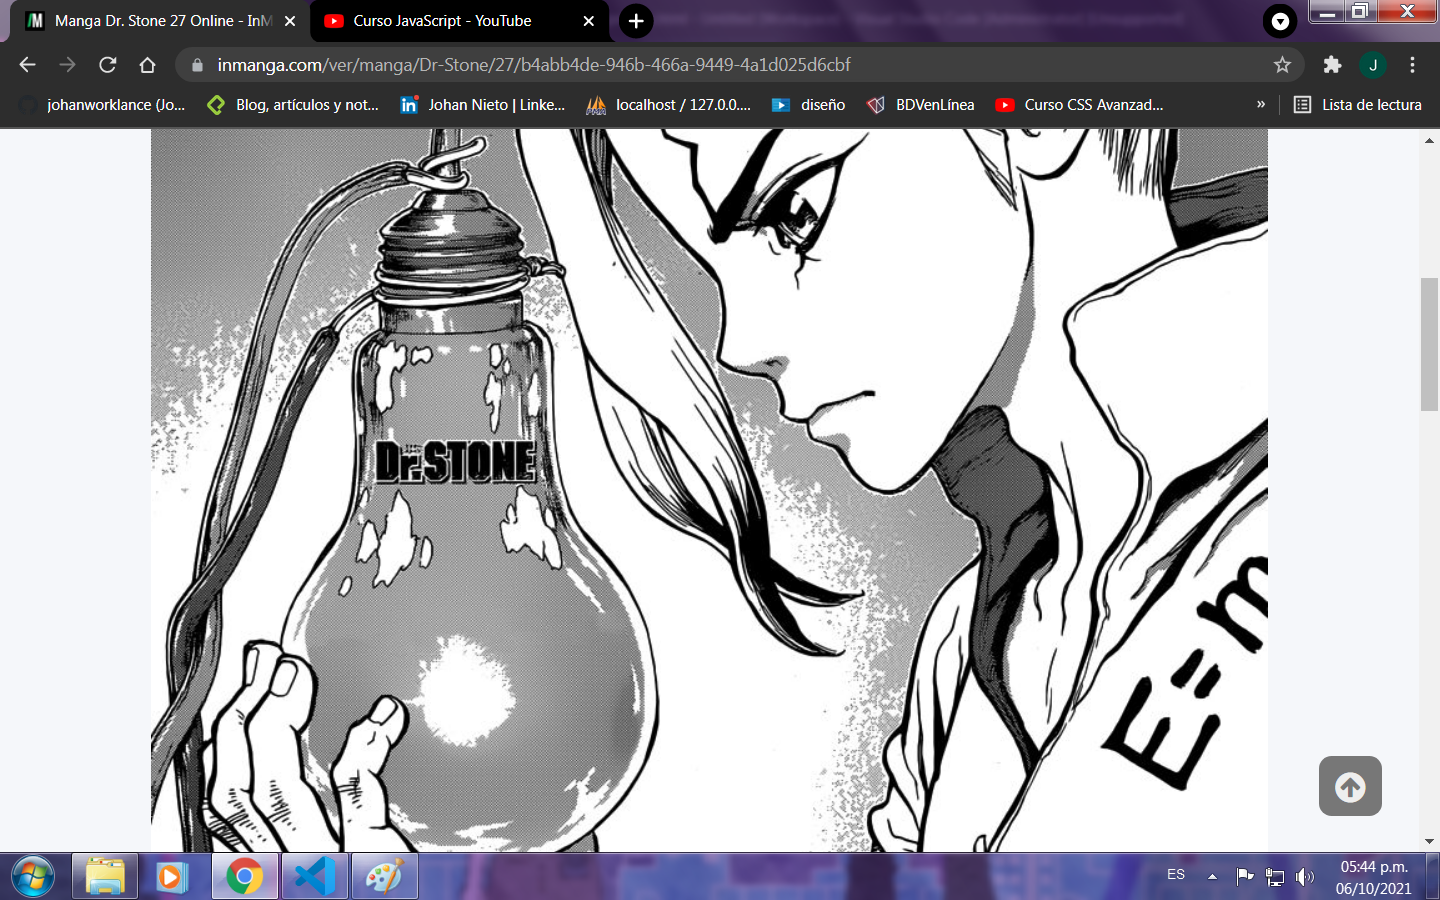 Manga Dr. Stone 27 Online - InM
Curso JavaScript - YouTube
inmanga.com/ver/manga/Dr-Stone/27/b4abb4de-946b-466a-9449-4a1d025d6cbf
J
johanworklance (Jo...
Blog, artículos y not...
Johan Nieto | Linke...
localhost / 127.0.0....
diseño
BDVenLínea
Curso CSS Avanzad...
»
Lista de lectura
Dr.STONE
E=m
ES
05:44 p.m.
06/10/2021